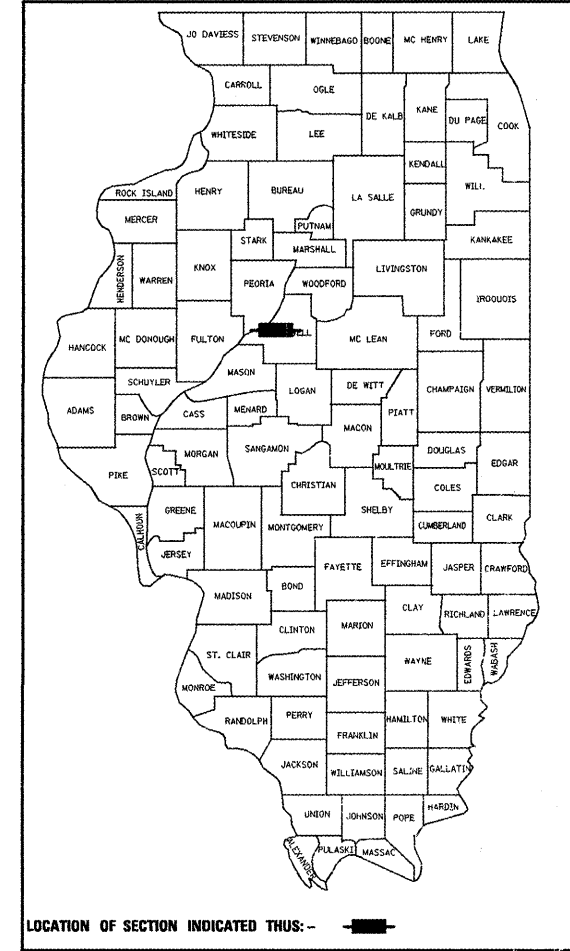 JO DAVIESS
STEVENSON
WINNEBAGO
BOONE
MC HENRY
LAKE
CARROLL
OGLE
DE KALB
KANE
DU PAGE
COOK
WHITESIDE
LEE
KENDALL
WILL
ROCK ISLAND
HENRY
BUREAU
LA SALLE
GRUNDY
MERCER
PUTNAM
KANKAKEE
STARK
MARSHALL
HENDERSON
WARREN
KNOX
PEORIA
WOODFORD
LIVINGSTON
IROQUOIS
HANCOCK
MC DONOUGH
FULTON
ELL
MC LEAN
FORD
MASON
SCHUYLER
LOGAN
DE WITT
CHAMPAIGN
VERMILION
ADAMS
BROWN
CASS
MENARD
MACON
PIATT
PIKE
SCOTT
MORGAN
SANGAMON
MOULTRIE
DOUGLAS
EDGAR
CHRISTIAN
COLES
CALHOUN
GREENE
MACOUPIN
MONTGOMERY
SHELBY
CUMBERLAND
CLARK
JERSEY
FAYETTE
EFFINGHAM
JASPER
CRAWFORD
MADISON
BOND
CLAY
RICHLAND
LAWRENCE
CLINTON
MARION
ST. CLAIR
WAYNE
EDWARDS
WABASH
WASHINGTON
JEFFERSON
MONROE
RANDOLPH
PERRY
HAMILTON
WHITE
FRANKLIN
JACKSON
WILLIAMSON
SALINE
GALLATIN
UNION
JOHNSON
POPE
HARDIN
ALEXANDER
PULASKI
MASSAC
LOCATION OF SECTION INDICATED THUS: -